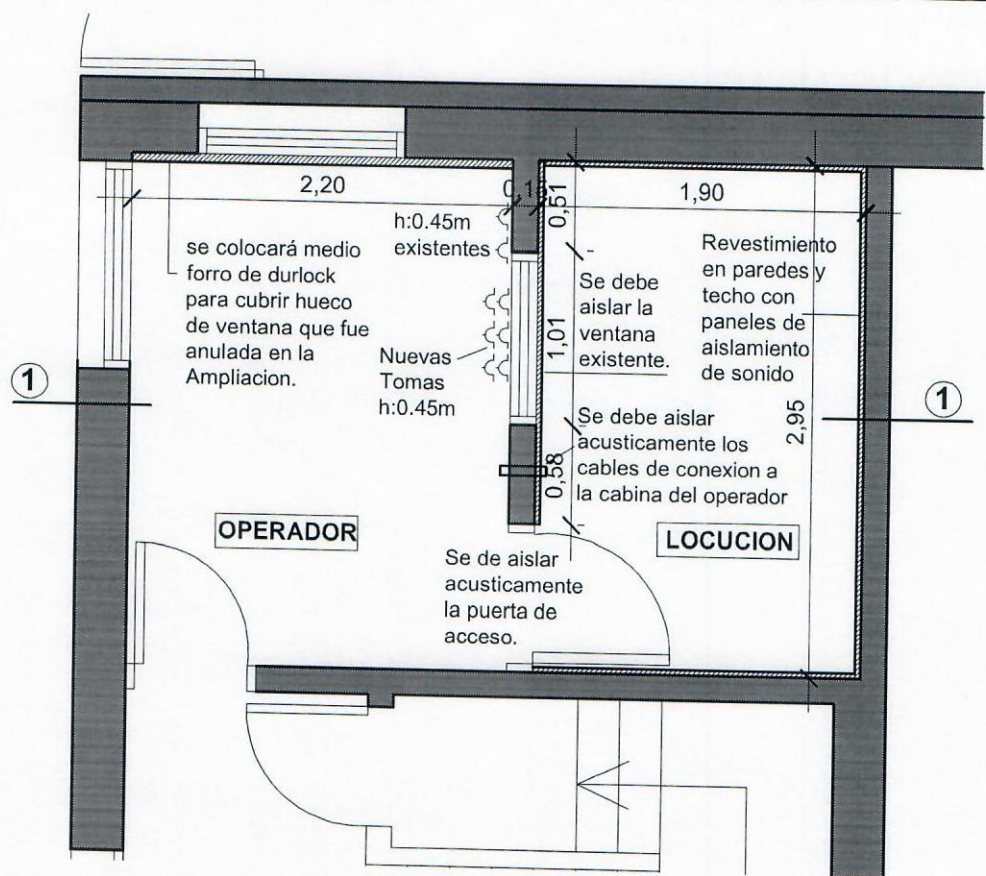 2,20
0,15
0,51
1,90
h:0.45m
existentes
se colocará medio
forro de durlock
para cubrir hueco
de ventana que fue
anulada en la
Ampliacion.
Nuevas
Tomas
h:0.45m
1,01
Se debe
aislar la
ventana
existente.
Revestimiento
en paredes y
techo con
paneles de
aislamiento
de sonido
2,95
1
1
0,58
Se debe aislar
acusticamente los
cables de conexion a
la cabina del operador
OPERADOR
LOCUCION
Se de aislar
acusticamente
la puerta de
acceso.